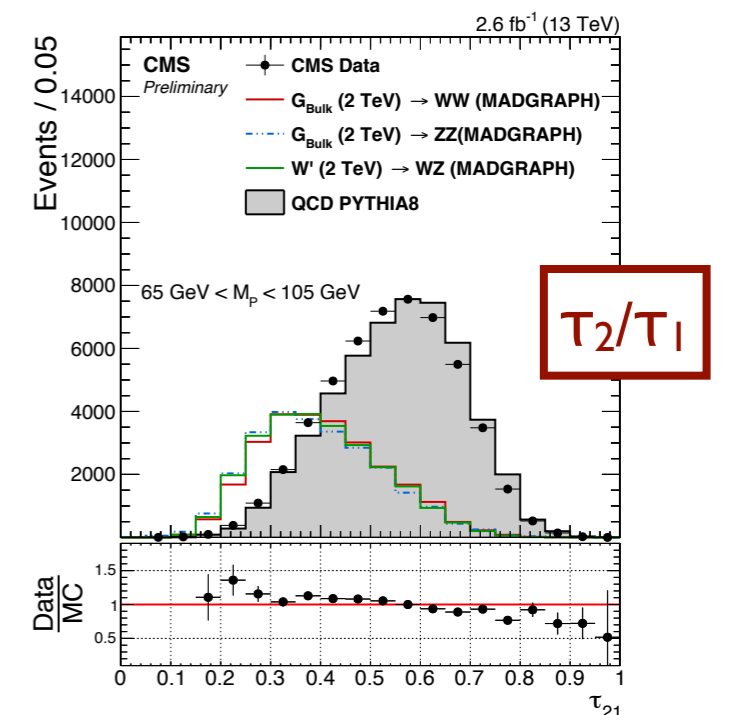 2.6 fb⁻¹ (13 TeV)
Events / 0.05
CMS
Preliminary
CMS Data
G_Bulk (2 TeV) → WW (MADGRAPH)
G_Bulk (2 TeV) → ZZ(MADGRAPH)
W' (2 TeV) → WZ (MADGRAPH)
QCD PYTHIA8
65 GeV < M_P < 105 GeV
τ₂/τ₁
14000
12000
10000
8000
6000
4000
2000
Data
MC
1.5
1
0.5
0 0.1 0.2 0.3 0.4 0.5 0.6 0.7 0.8 0.9 1
τ₂₁